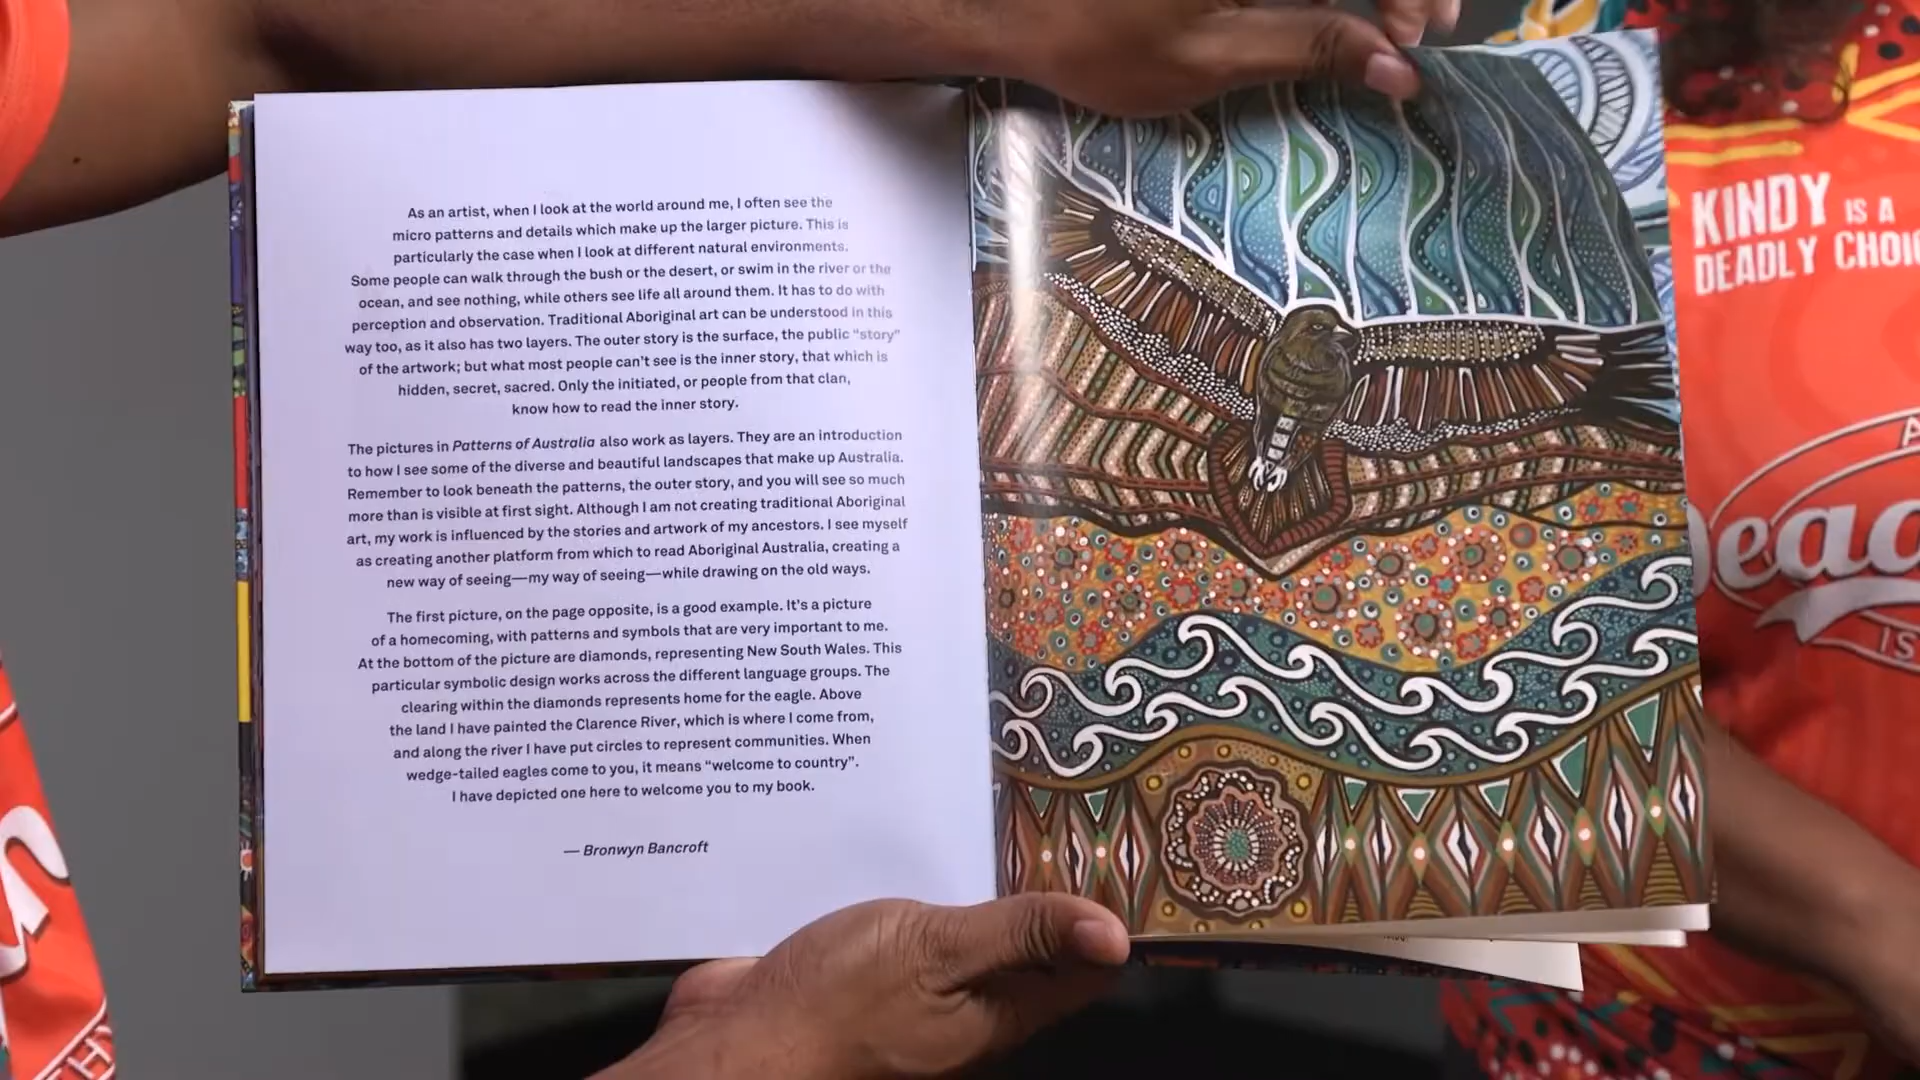 As an artist, when I look at the world around me, I often see the
micro patterns and details which make up the larger picture. This is
particularly the case when I look at different natural environments.
Some people can walk through the bush or the desert, or swim in the river or the
ocean, and see nothing, while others see life all around them. It has to do with
perception and observation. Traditional Aboriginal art can be understood in this
way too, as it also has two layers. The outer story is the surface, the public “story”
of the artwork; but what most people can’t see is the inner story, that which is
hidden, secret, sacred. Only the initiated, or people from that clan,
know how to read the inner story.
The pictures in Patterns of Australia also work as layers. They are an introduction
to how I see some of the diverse and beautiful landscapes that make up Australia.
Remember to look beneath the patterns, the outer story, and you will see so much
more than is visible at first sight. Although I am not creating traditional Aboriginal
art, my work is influenced by the stories and artwork of my ancestors. I see myself
as creating another platform from which to read Aboriginal Australia, creating a
new way of seeing—my way of seeing—while drawing on the old ways.
The first picture, on the page opposite, is a good example. It’s a picture
of a homecoming, with patterns and symbols that are very important to me.
At the bottom of the picture are diamonds, representing New South Wales. This
particular symbolic design works across the different language groups. The
clearing within the diamonds represents home for the eagle. Above
the land I have painted the Clarence River, which is where I come from,
and along the river I have put circles to represent communities. When
wedge-tailed eagles come to you, it means “welcome to country”.
I have depicted one here to welcome you to my book.
— Bronwyn Bancroft
KINDY IS A
DEADLY CHOIC
A
Dead
IS